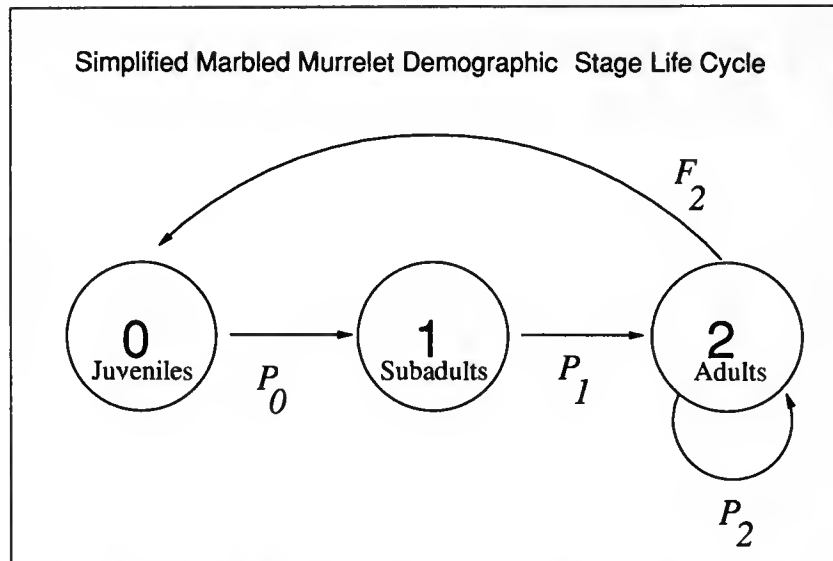 Simplified Marbled Murrelet Demographic Stage Life Cycle
F2
0
Juveniles
1
Subadults
2
Adults
P0
P1
P2